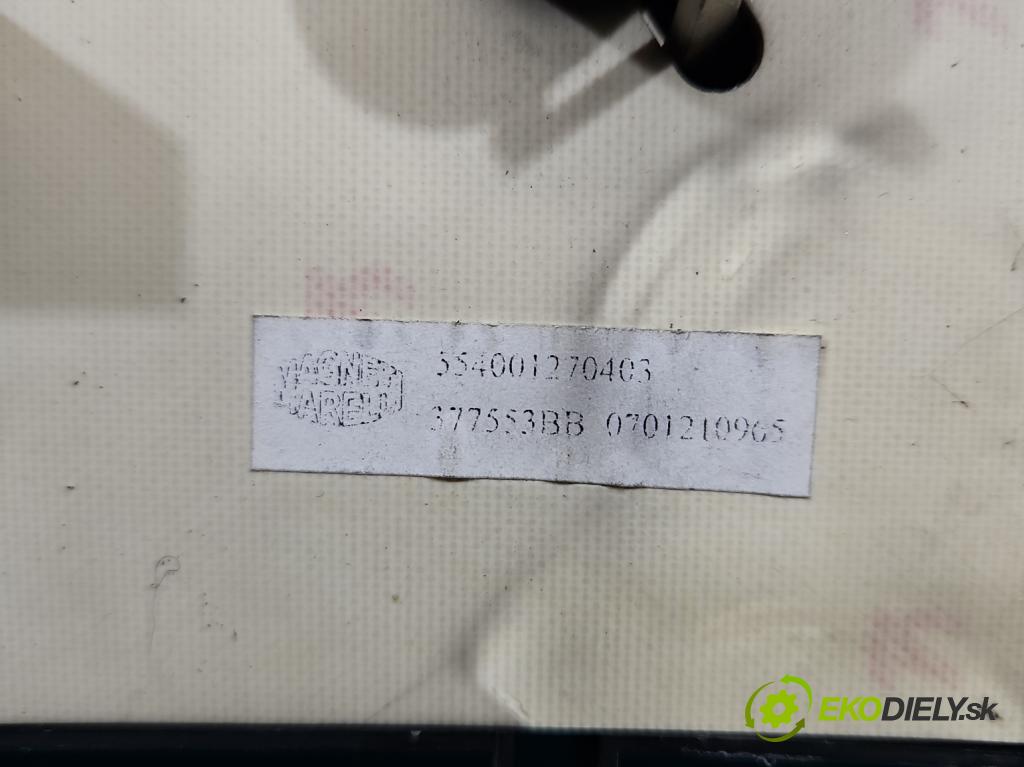 MAGNETI
MARELLI
554001270403
377553BB 0701210965
EKODIELY.sk